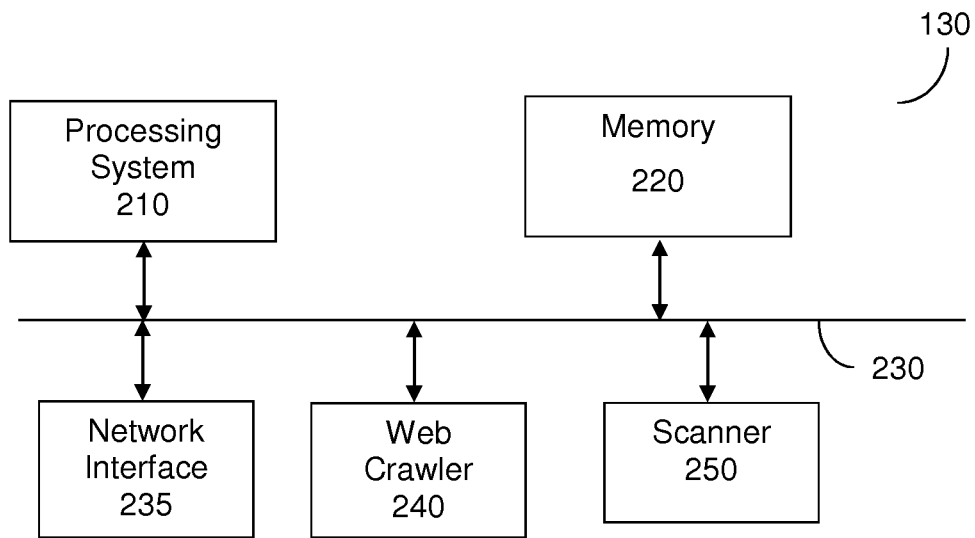 130
Processing
System
210
Memory
220
230
Network
Interface
235
Web
Crawler
240
Scanner
250